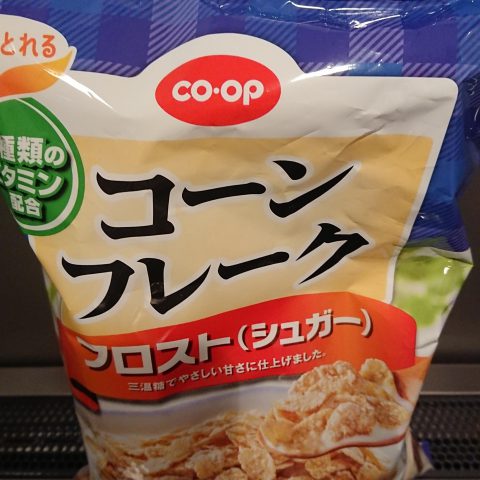 とれる
CO·OP
種類の
タミン
配合
コーン
フレーク
フロスト(シュガー)
三温糖でやさしい甘さに仕上げました。